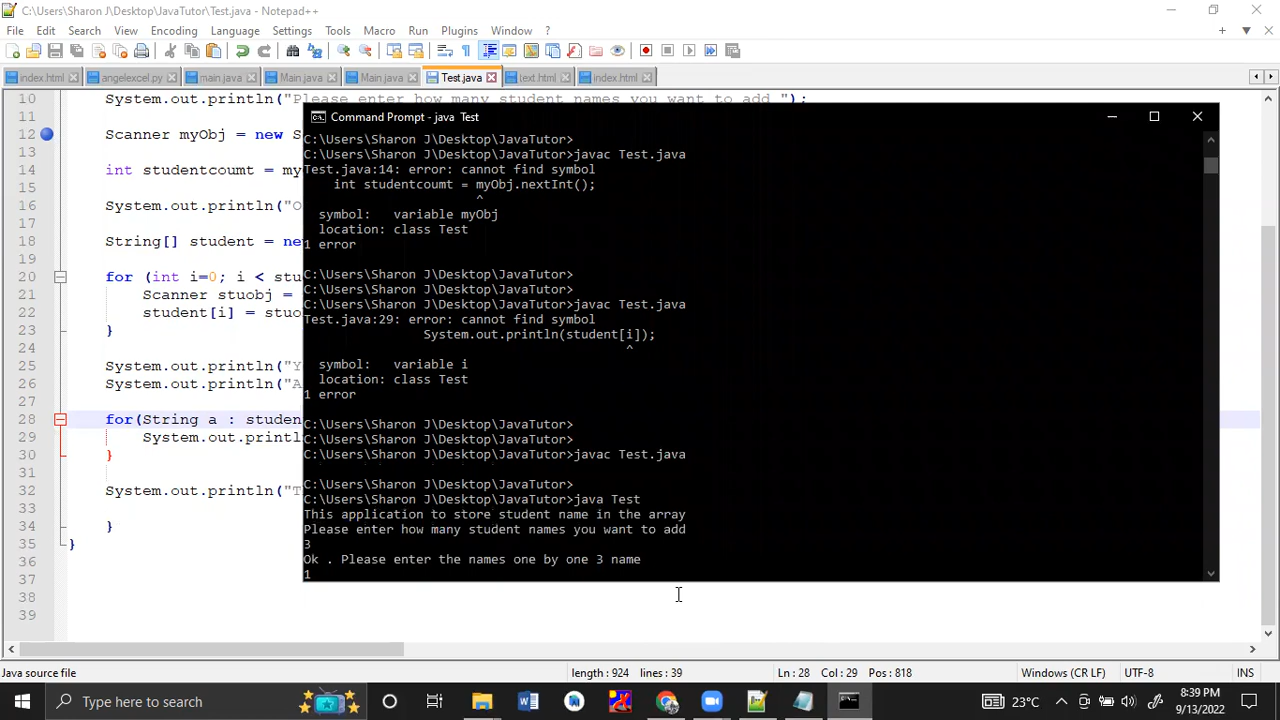 C:\Users\Sharon J\Desktop\JavaTutor\Test.java - Notepad++
File Edit Search View Encoding Language Settings Tools Macro Run Plugins Window ?
index.html angelexcel.py main.java Main.java Main.java Test.java text.html index.html
10 System.out.println("Please enter how many student names you want to add ");
11
12 Scanner myObj = new S
13
14 int studentcoumt = my
15
16 System.out.println("O
17
18 String[] student = new
19
20 for (int i=0; i < stu
21 Scanner stuobj =
22 student[i] = stuo
23 }
24
25 System.out.println("Y
26 System.out.println("A
27
28 for(String a : studen
29 System.out.printl
30 }
31
32 System.out.println("T
33
34 }
35 }
36
37
38
39
Command Prompt - java Test
C:\Users\Sharon J\Desktop\JavaTutor>
C:\Users\Sharon J\Desktop\JavaTutor>javac Test.java
Test.java:14: error: cannot find symbol
int studentcoumt = myObj.nextInt();
^
symbol: variable myObj
location: class Test
1 error
C:\Users\Sharon J\Desktop\JavaTutor>
C:\Users\Sharon J\Desktop\JavaTutor>
C:\Users\Sharon J\Desktop\JavaTutor>javac Test.java
Test.java:29: error: cannot find symbol
System.out.println(student[i]);
^
symbol: variable i
location: class Test
1 error
C:\Users\Sharon J\Desktop\JavaTutor>
C:\Users\Sharon J\Desktop\JavaTutor>
C:\Users\Sharon J\Desktop\JavaTutor>javac Test.java
C:\Users\Sharon J\Desktop\JavaTutor>
C:\Users\Sharon J\Desktop\JavaTutor>java Test
This application to store student name in the array
Please enter how many student names you want to add
3
Ok . Please enter the names one by one 3 name
1
Java source file length : 924 lines : 39 Ln : 28 Col : 29 Pos : 818 Windows (CR LF) UTF-8 INS
Type here to search 23°C 8:39 PM
9/13/2022